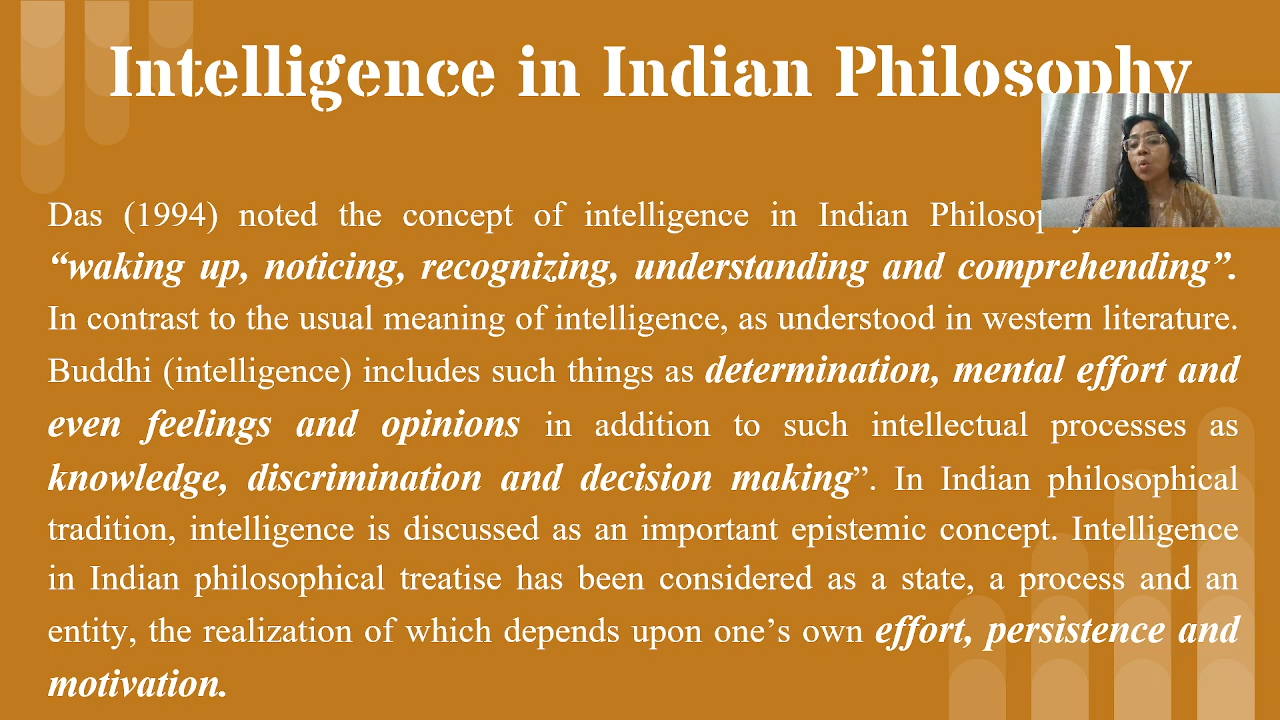 Intelligence in Indian Philosophy
Das (1994) noted the concept of intelligence in Indian
“waking up, noticing, recognizing, understanding and comprehending”.
In contrast to the usual meaning of intelligence, as understood in western literature.
Buddhi (intelligence) includes such things as determination, mental effort and
even feelings and opinions in addition to such intellectual processes as
knowledge, discrimination and decision making”. In Indian philosophical
tradition, intelligence is discussed as an important epistemic concept. Intelligence
in Indian philosophical treatise has been considered as a state, a process and an
entity, the realization of which depends upon one’s own effort, persistence and
motivation.